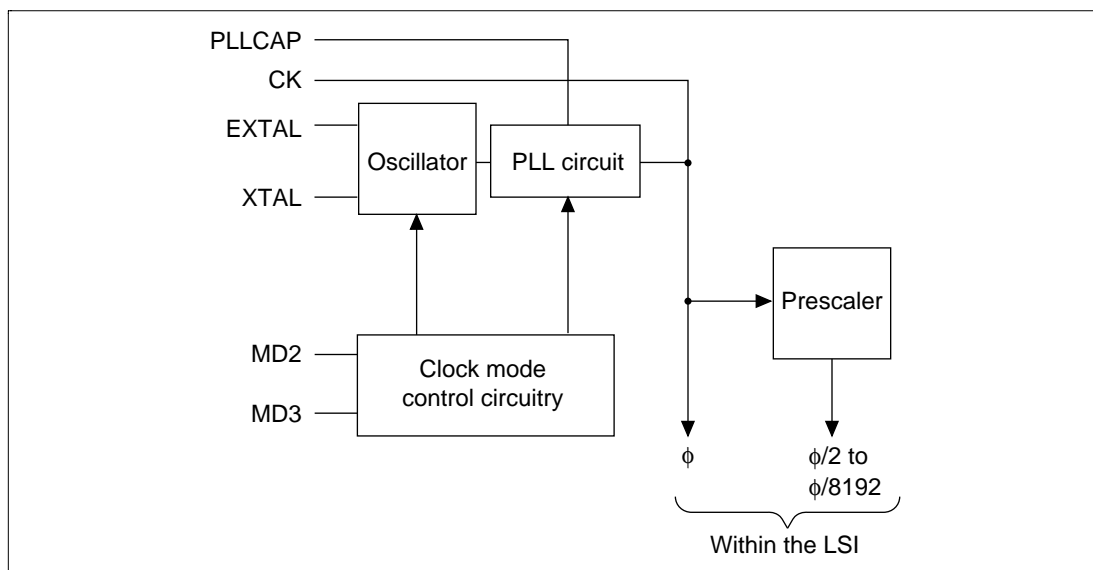 PLLCAP
CK
EXTAL
XTAL
Oscillator
PLL circuit
Prescaler
MD2
MD3
Clock mode
control circuitry
ϕ
ϕ/2 to
ϕ/8192
Within the LSI